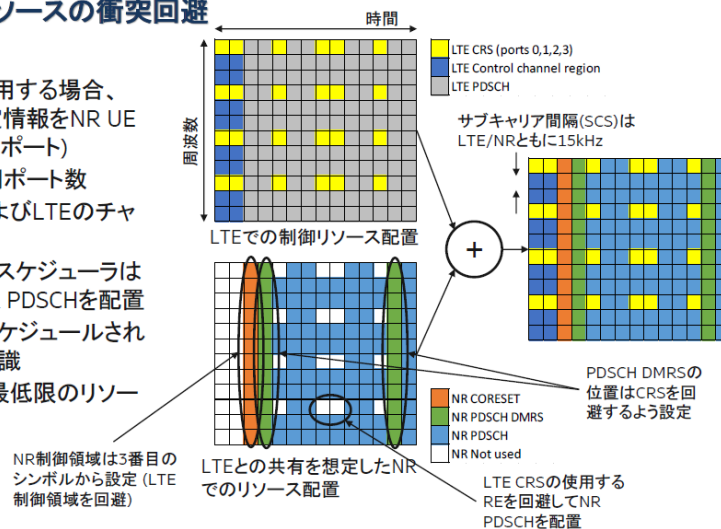 ソースの衝突回避
用する場合、
定情報をNR UE
ポート)
用ポート数
よびLTEのチャ
スケジューラは
PDSCHを配置
ケジュールされ
識
最低限のリソー
時間
周波数
LTE CRS (ports 0,1,2,3)
LTE Control channel region
LTE PDSCH
LTEでの制御リソース配置
サブキャリア間隔(SCS)は
LTE/NRともに15kHz
+
NR CORESET
NR PDSCH DMRS
NR PDSCH
NR Not used
PDSCH DMRSの
位置はCRSを回
避するよう設定
NR制御領域は3番目の
シンボルから設定 (LTE
制御領域を回避)
LTEとの共有を想定したNR
でのリソース配置
LTE CRSの使用する
REを回避してNR
PDSCHを配置